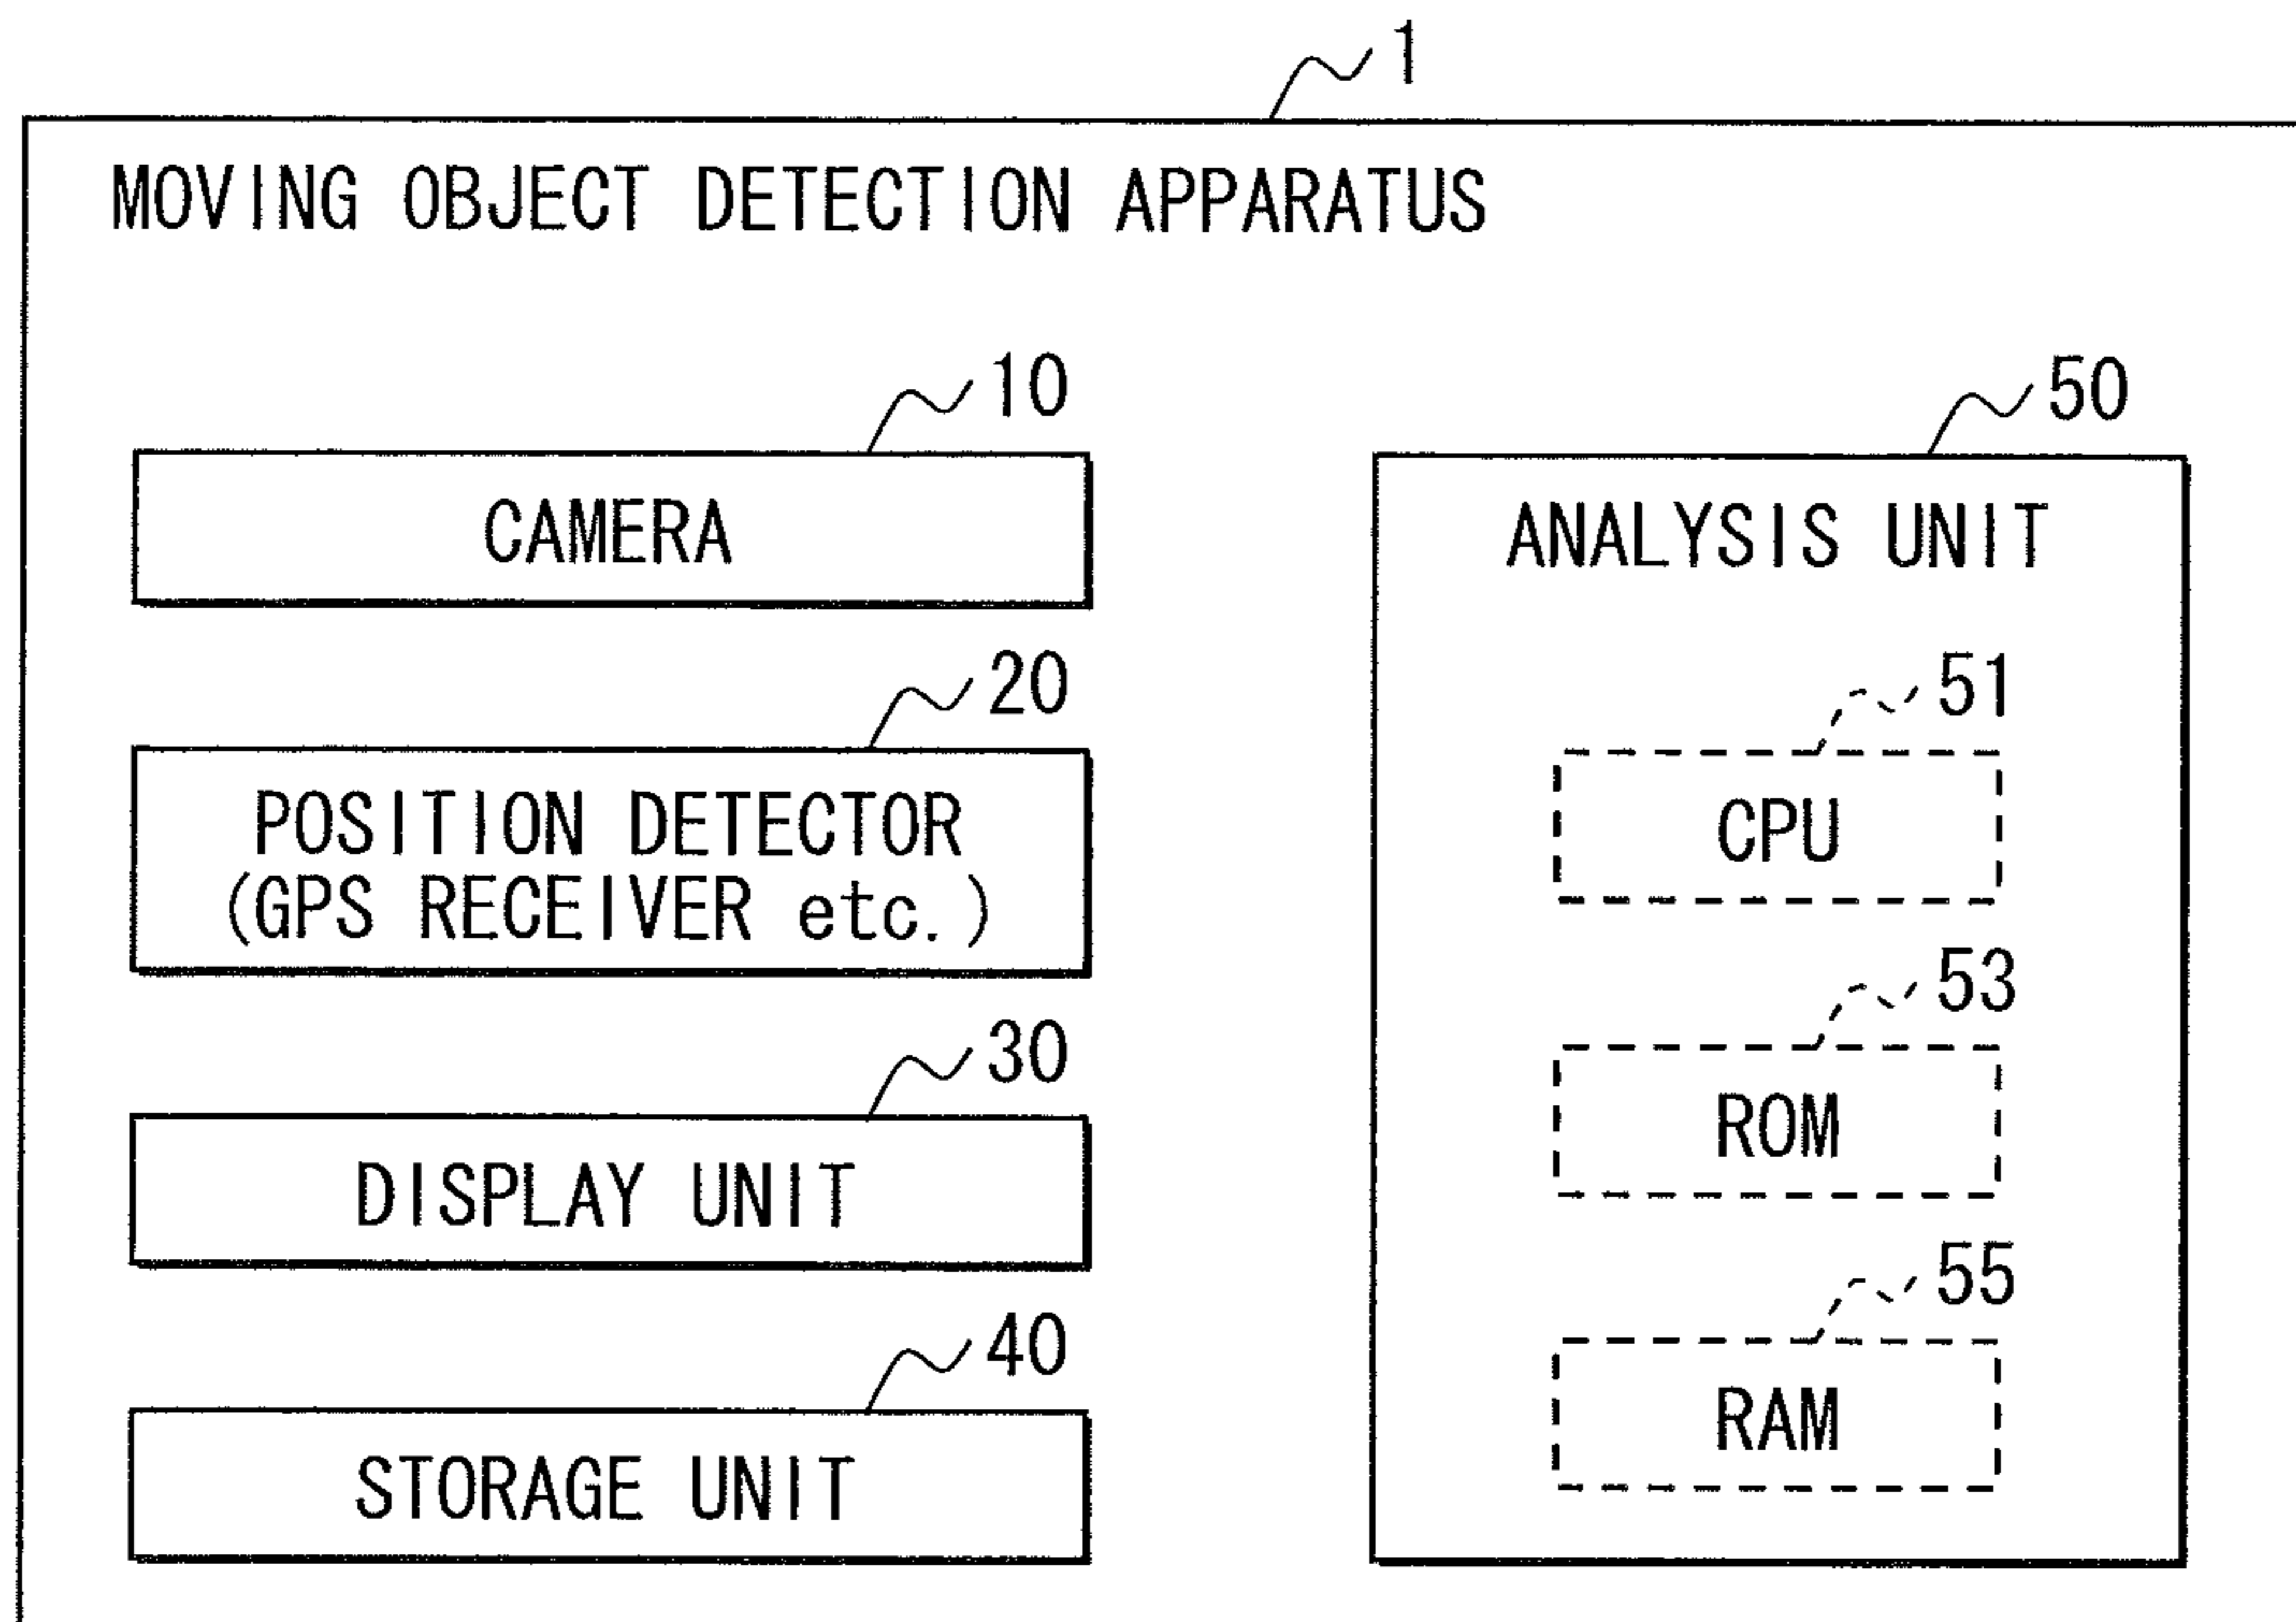 1
MOVING OBJECT DETECTION APPARATUS
10
CAMERA
20
POSITION DETECTOR
(GPS RECEIVER etc.)
30
DISPLAY UNIT
40
STORAGE UNIT
50
ANALYSIS UNIT
51
CPU
53
ROM
55
RAM